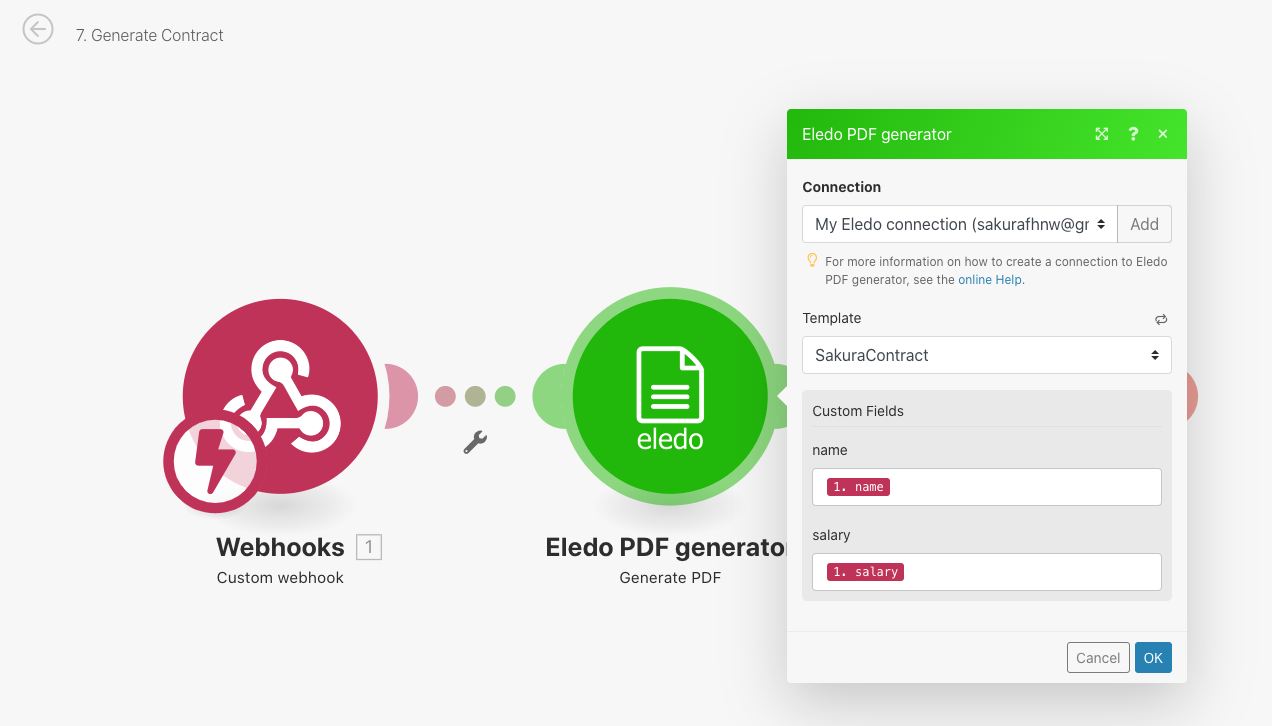 7. Generate Contract
Eledo PDF generator
?
Connection
My Eledo connection (sakurafhnw@gr
Add
For more information on how to create a connection to Eledo
PDF generator, see the online Help.
Template
SakuraContract
Custom Fields
name
1. name
salary
1. salary
Cancel
OK
eledo
Webhooks 1
Custom webhook
Eledo PDF generator
Generate PDF